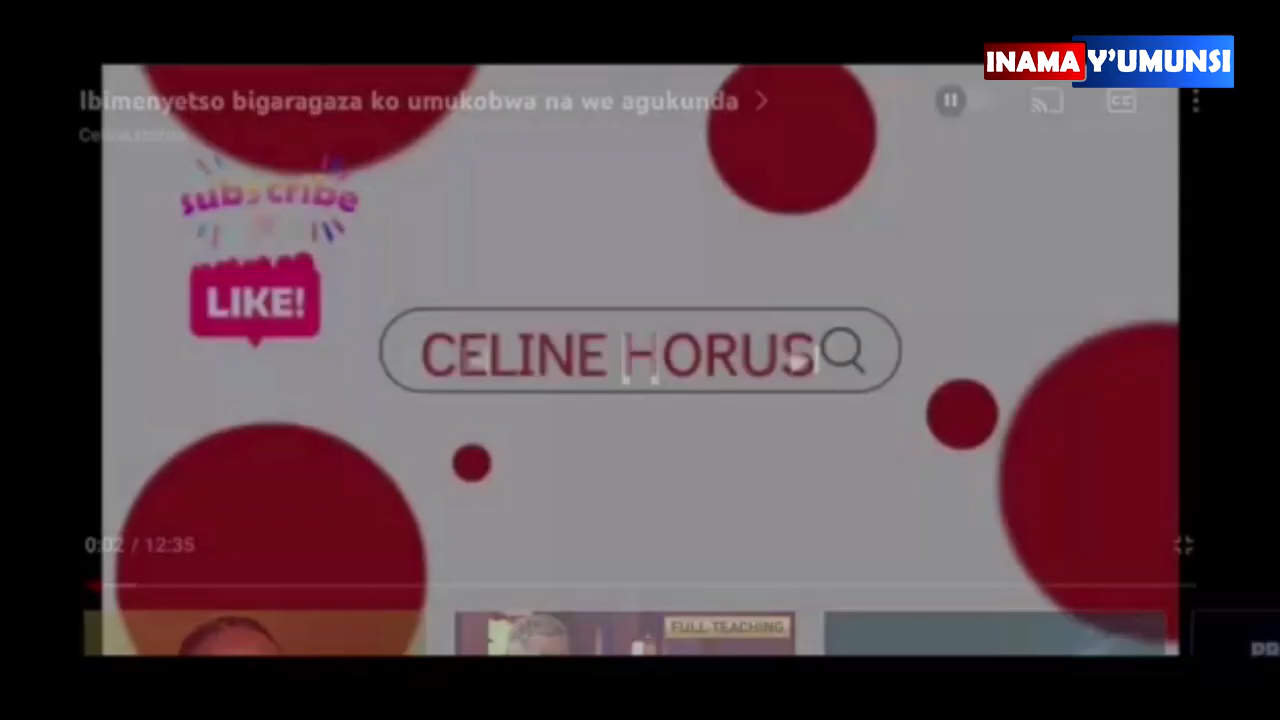 INAMA Y'UMUNSI
Ibimenyetso bigaragaza ko umukobwa na we agukunda
subscribe
LIKE!
CELINE HORUS
0:02 / 12:35
CC
FULL TEACHING